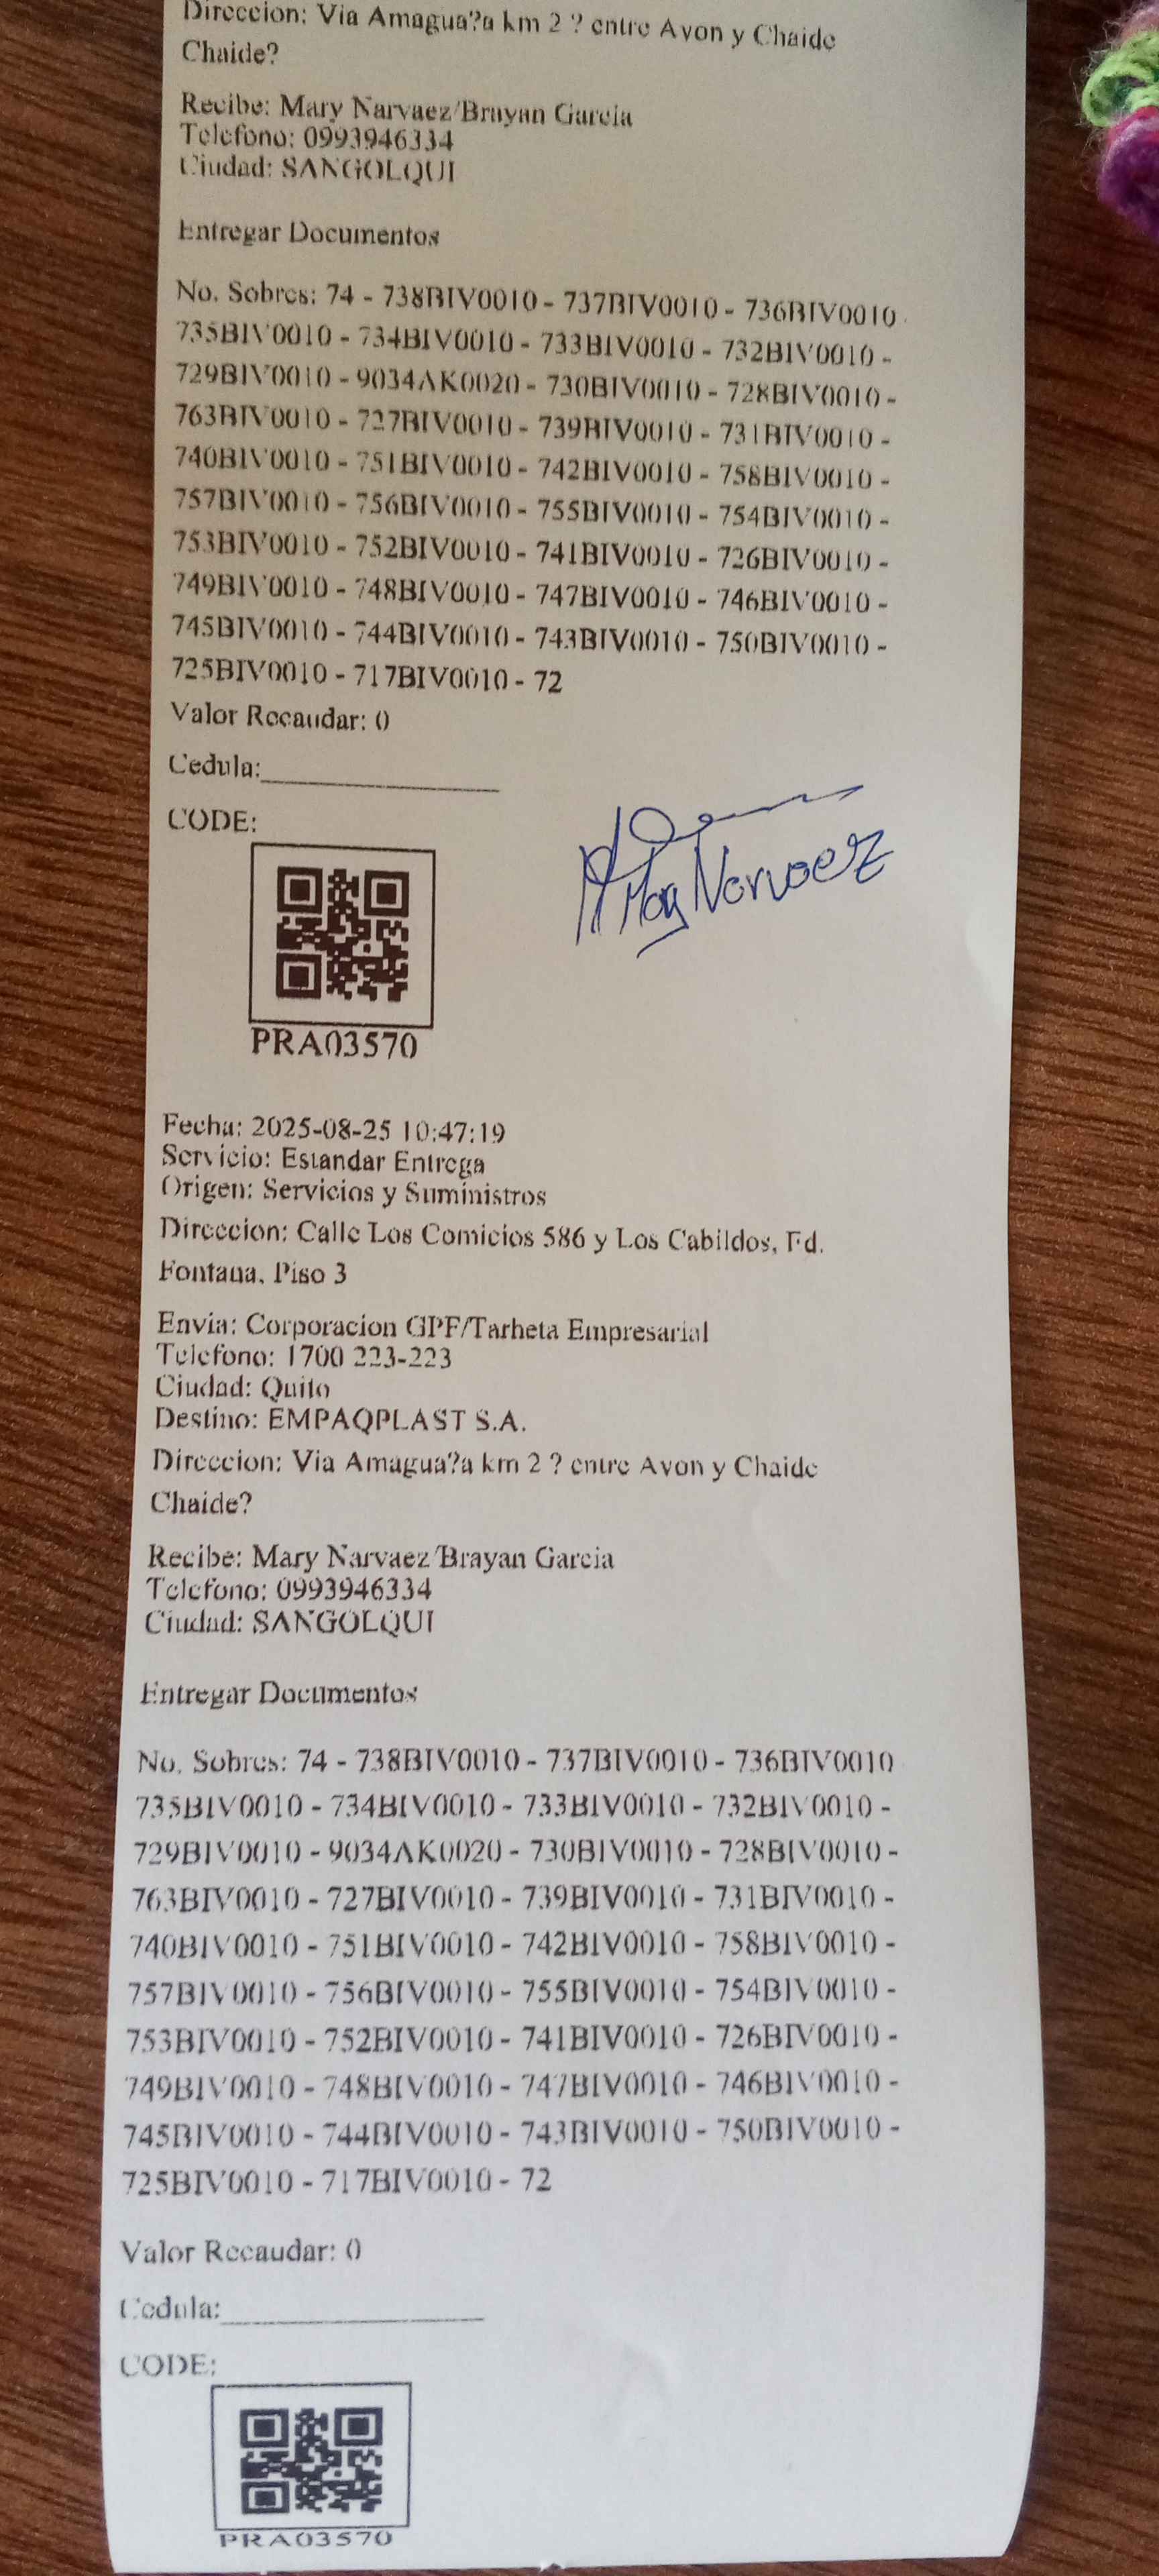 Direccion: Via Amagua?a km 2 ? entre Avon y Chaide
Chaide?
Recibe: Mary Narvaez/Brayan Garcia
Telefono: 0993946334
Ciudad: SANGOLQUI
Entregar Documentos
No. Sobres: 74 - 738BIV0010 - 737BIV0010 - 736BIV0010
735BIV0010 - 734BIV0010 - 733BIV0010 - 732BIV0010 -
729BIV0010 - 9034AK0020 - 730BIV0010 - 728BIV0010 -
763BIV0010 - 727BIV0010 - 739BIV0010 - 731BIV0010 -
740BIV0010 - 751BIV0010 - 742BIV0010 - 758BIV0010 -
757BIV0010 - 756BIV0010 - 755BIV0010 - 754BIV0010 -
753BIV0010 - 752BIV0010 - 741BIV0010 - 726BIV0010 -
749BIV0010 - 748BIV0010 - 747BIV0010 - 746BIV0010 -
745BIV0010 - 744BIV0010 - 743BIV0010 - 750BIV0010 -
725BIV0010 - 717BIV0010 - 72
Valor Recaudar: 0
Cedula:
CODE:
Mary Narvaez
PRA03570
Fecha: 2025-08-25 10:47:19
Servicio: Estandar Entrega
Origen: Servicios y Suministros
Direccion: Calle Los Comicios 586 y Los Cabildos, Ed.
Fontana, Piso 3
Envia: Corporacion GPF/Tarheta Empresarial
Telefono: 1700 223-223
Ciudad: Quito
Destino: EMPAQPLAST S.A.
Direccion: Via Amagua?a km 2 ? entre Avon y Chaide
Chaide?
Recibe: Mary Narvaez/Brayan Garcia
Telefono: 0993946334
Ciudad: SANGOLQUI
Entregar Documentos
No. Sobres: 74 - 738BIV0010 - 737BIV0010 - 736BIV0010
735BIV0010 - 734BIV0010 - 733BIV0010 - 732BIV0010 -
729BIV0010 - 9034AK0020 - 730BIV0010 - 728BIV0010 -
763BIV0010 - 727BIV0010 - 739BIV0010 - 731BIV0010 -
740BIV0010 - 751BIV0010 - 742BIV0010 - 758BIV0010 -
757BIV0010 - 756BIV0010 - 755BIV0010 - 754BIV0010 -
753BIV0010 - 752BIV0010 - 741BIV0010 - 726BIV0010 -
749BIV0010 - 748BIV0010 - 747BIV0010 - 746BIV0010 -
745BIV0010 - 744BIV0010 - 743BIV0010 - 750BIV0010 -
725BIV0010 - 717BIV0010 - 72
Valor Recaudar: 0
Cedula:
CODE:
PRA03570